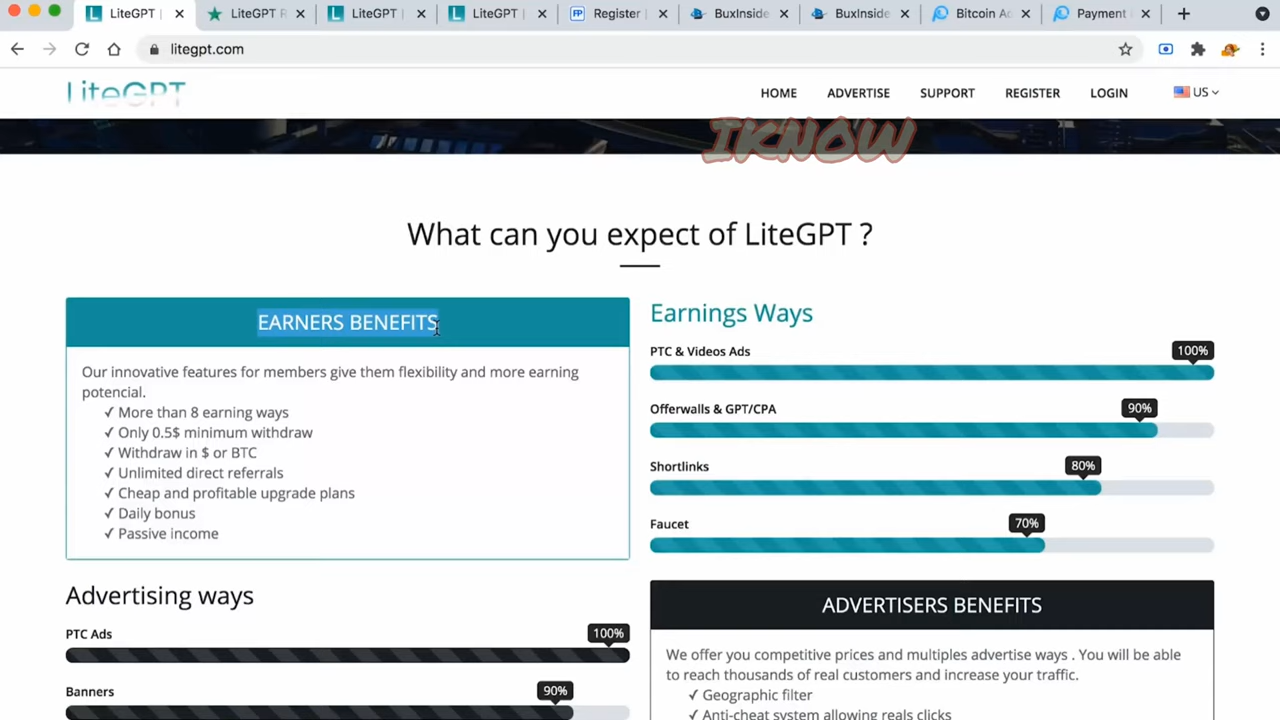 LiteGPT |
LiteGPT R
LiteGPT |
LiteGPT |
Register |
BuxInside
BuxInside
Bitcoin Ad
Payment
litegpt.com
LiteGPT
HOME
ADVERTISE
SUPPORT
REGISTER
LOGIN
US
IKNOW
What can you expect of LiteGPT ?
EARNERS BENEFITS
Our innovative features for members give them flexibility and more earning
potencial.
✓ More than 8 earning ways
✓ Only 0.5$ minimum withdraw
✓ Withdraw in $ or BTC
✓ Unlimited direct referrals
✓ Cheap and profitable upgrade plans
✓ Daily bonus
✓ Passive income
Earnings Ways
PTC & Videos Ads
100%
Offerwalls & GPT/CPA
90%
Shortlinks
80%
Faucet
70%
Advertising ways
PTC Ads
100%
Banners
90%
ADVERTISERS BENEFITS
We offer you competitive prices and multiples advertise ways . You will be able
to reach thousands of real customers and increase your traffic.
✓ Geographic filter
✓ Anti-cheat system allowing reals clicks